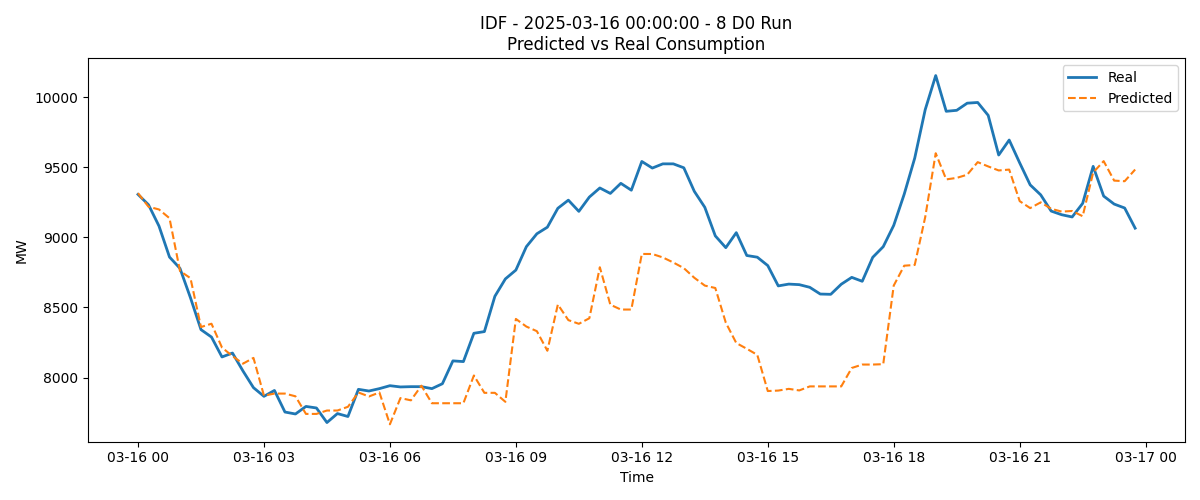 IDF - 2025-03-16 00:00:00 - 8 D0 Run
Predicted vs Real Consumption
Real
Predicted
MW
10000
9500
9000
8500
8000
03-16 00
03-16 03
03-16 06
03-16 09
03-16 12
03-16 15
03-16 18
03-16 21
03-17 00
Time